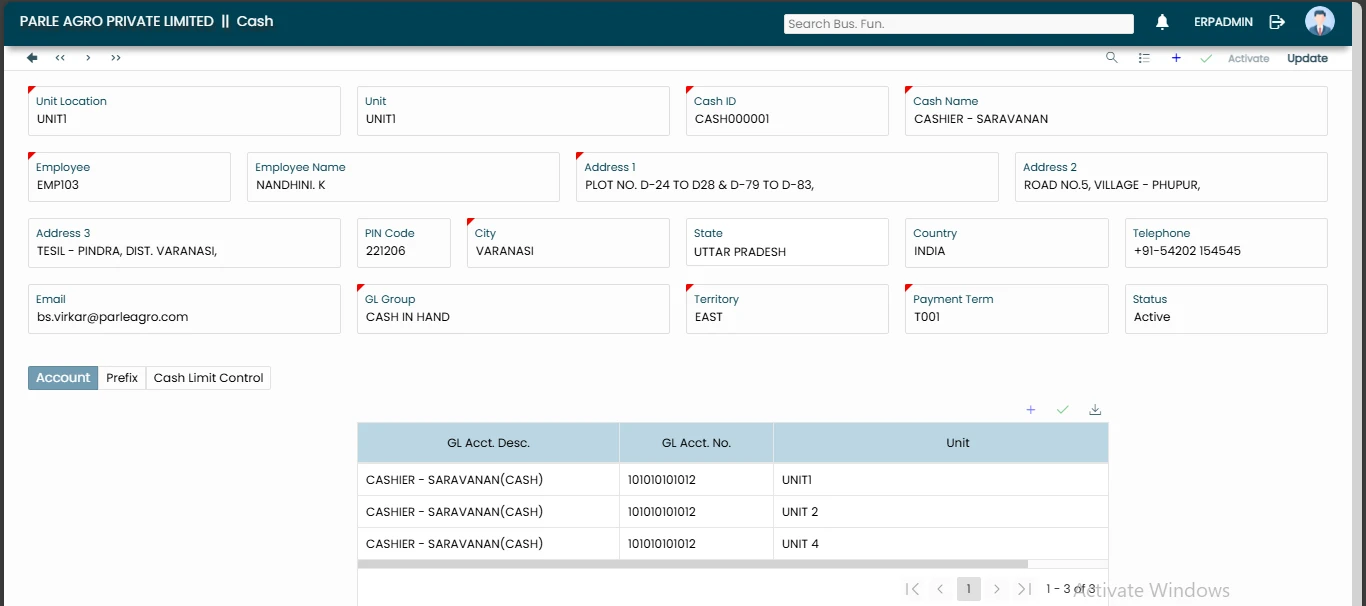 PARLE AGRO PRIVATE LIMITED || Cash
Search Bus. Fun.
ERPADMIN
<< > >>
Activate Update
Unit Location Unit Cash ID Cash Name
UNIT1 UNIT1 CASH000001 CASHIER - SARAVANAN
Employee Employee Name Address 1 Address 2
EMP103 NANDHINI. K PLOT NO. D-24 TO D28 & D-79 TO D-83, ROAD NO.5, VILLAGE - PHUPUR,
Address 3 PIN Code City State Country Telephone
TESIL - PINDRA, DIST. VARANASI, 221206 VARANASI UTTAR PRADESH INDIA +91-54202 154545
Email GL Group Territory Payment Term Status
bs.virkar@parleagro.com CASH IN HAND EAST T001 Active
Account Prefix Cash Limit Control
GL Acct. Desc. GL Acct. No. Unit
CASHIER - SARAVANAN(CASH) 101010101012 UNIT1
CASHIER - SARAVANAN(CASH) 101010101012 UNIT 2
CASHIER - SARAVANAN(CASH) 101010101012 UNIT 4
1 1 - 3 of 3
Activate Windows